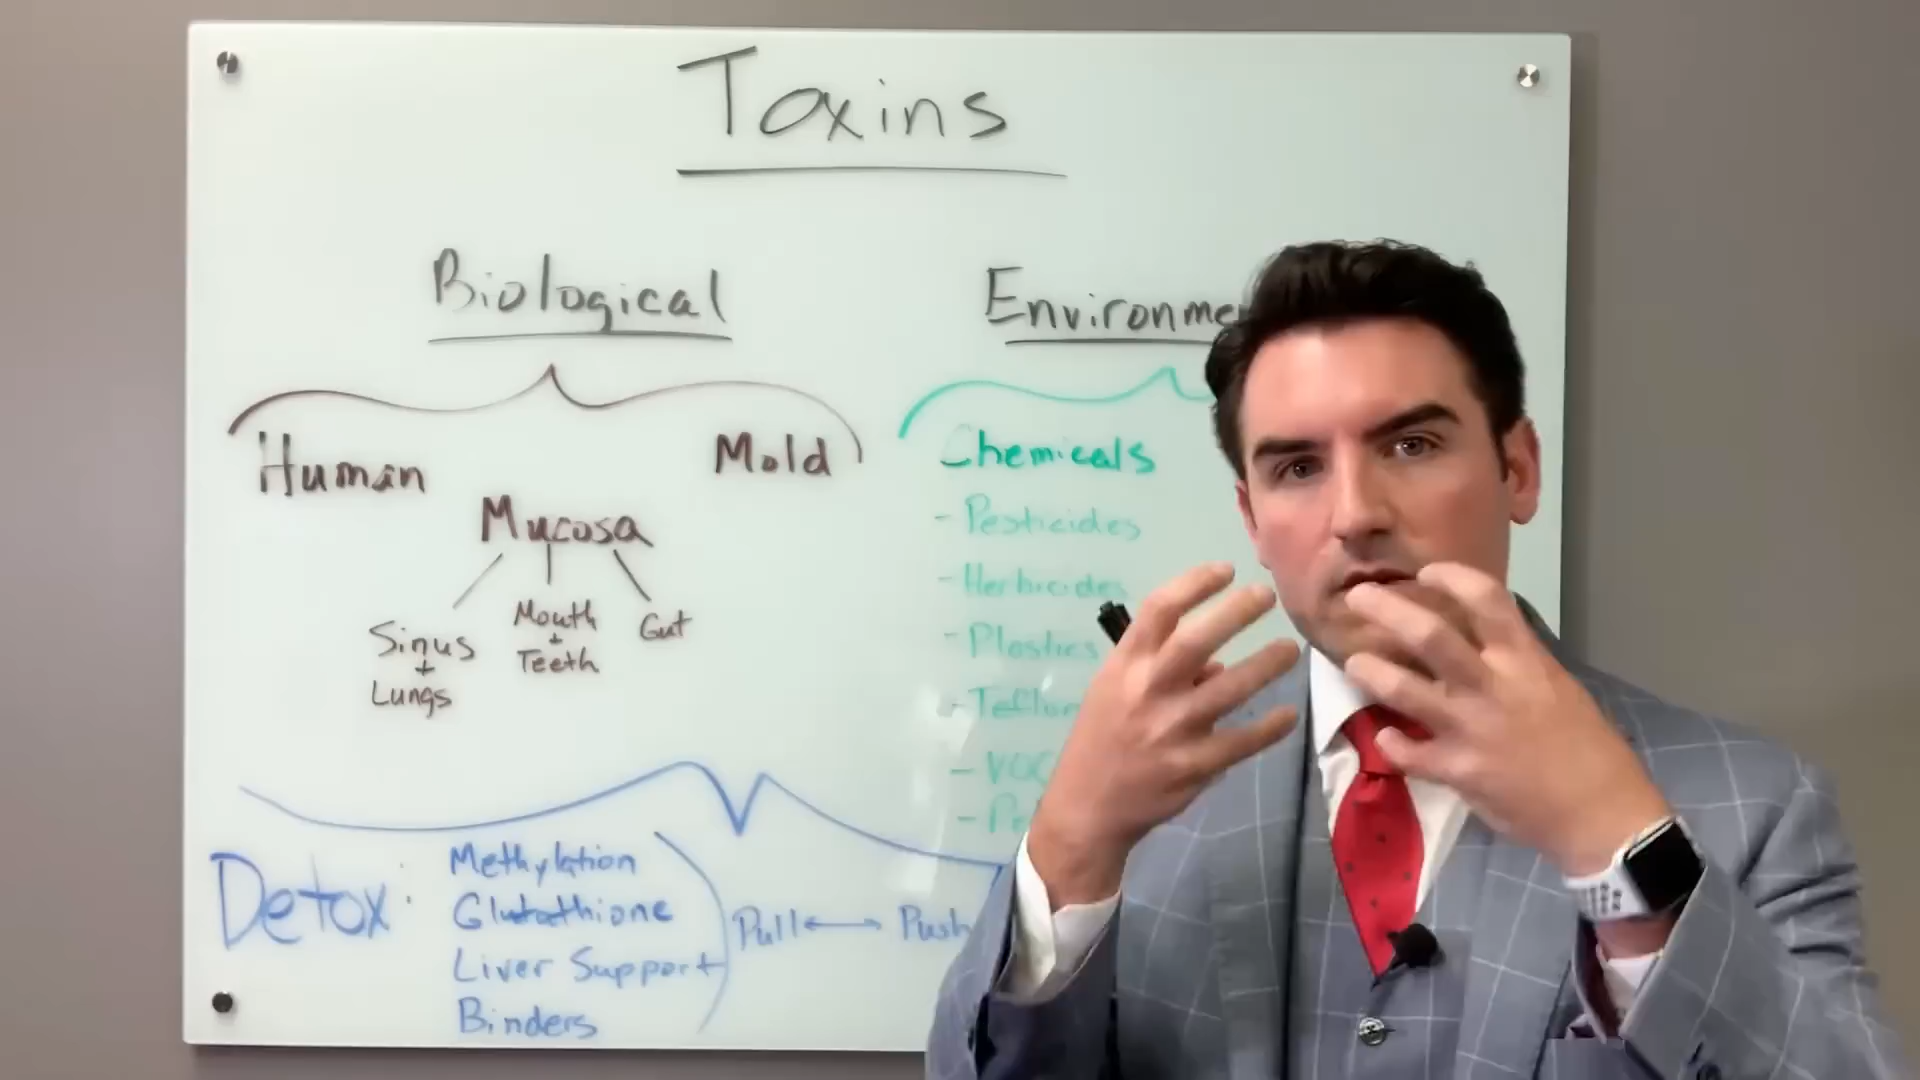 Toxins
Biological
Human
Mold
Mucosa
Sinus
+
Lungs
Mouth
+
Teeth
Gut
Chemicals
- Pesticides
- Herbicides
- Plastics
Detox:
Methylation
Glutathione
Liver Support
Binders
Pull ↔ Push